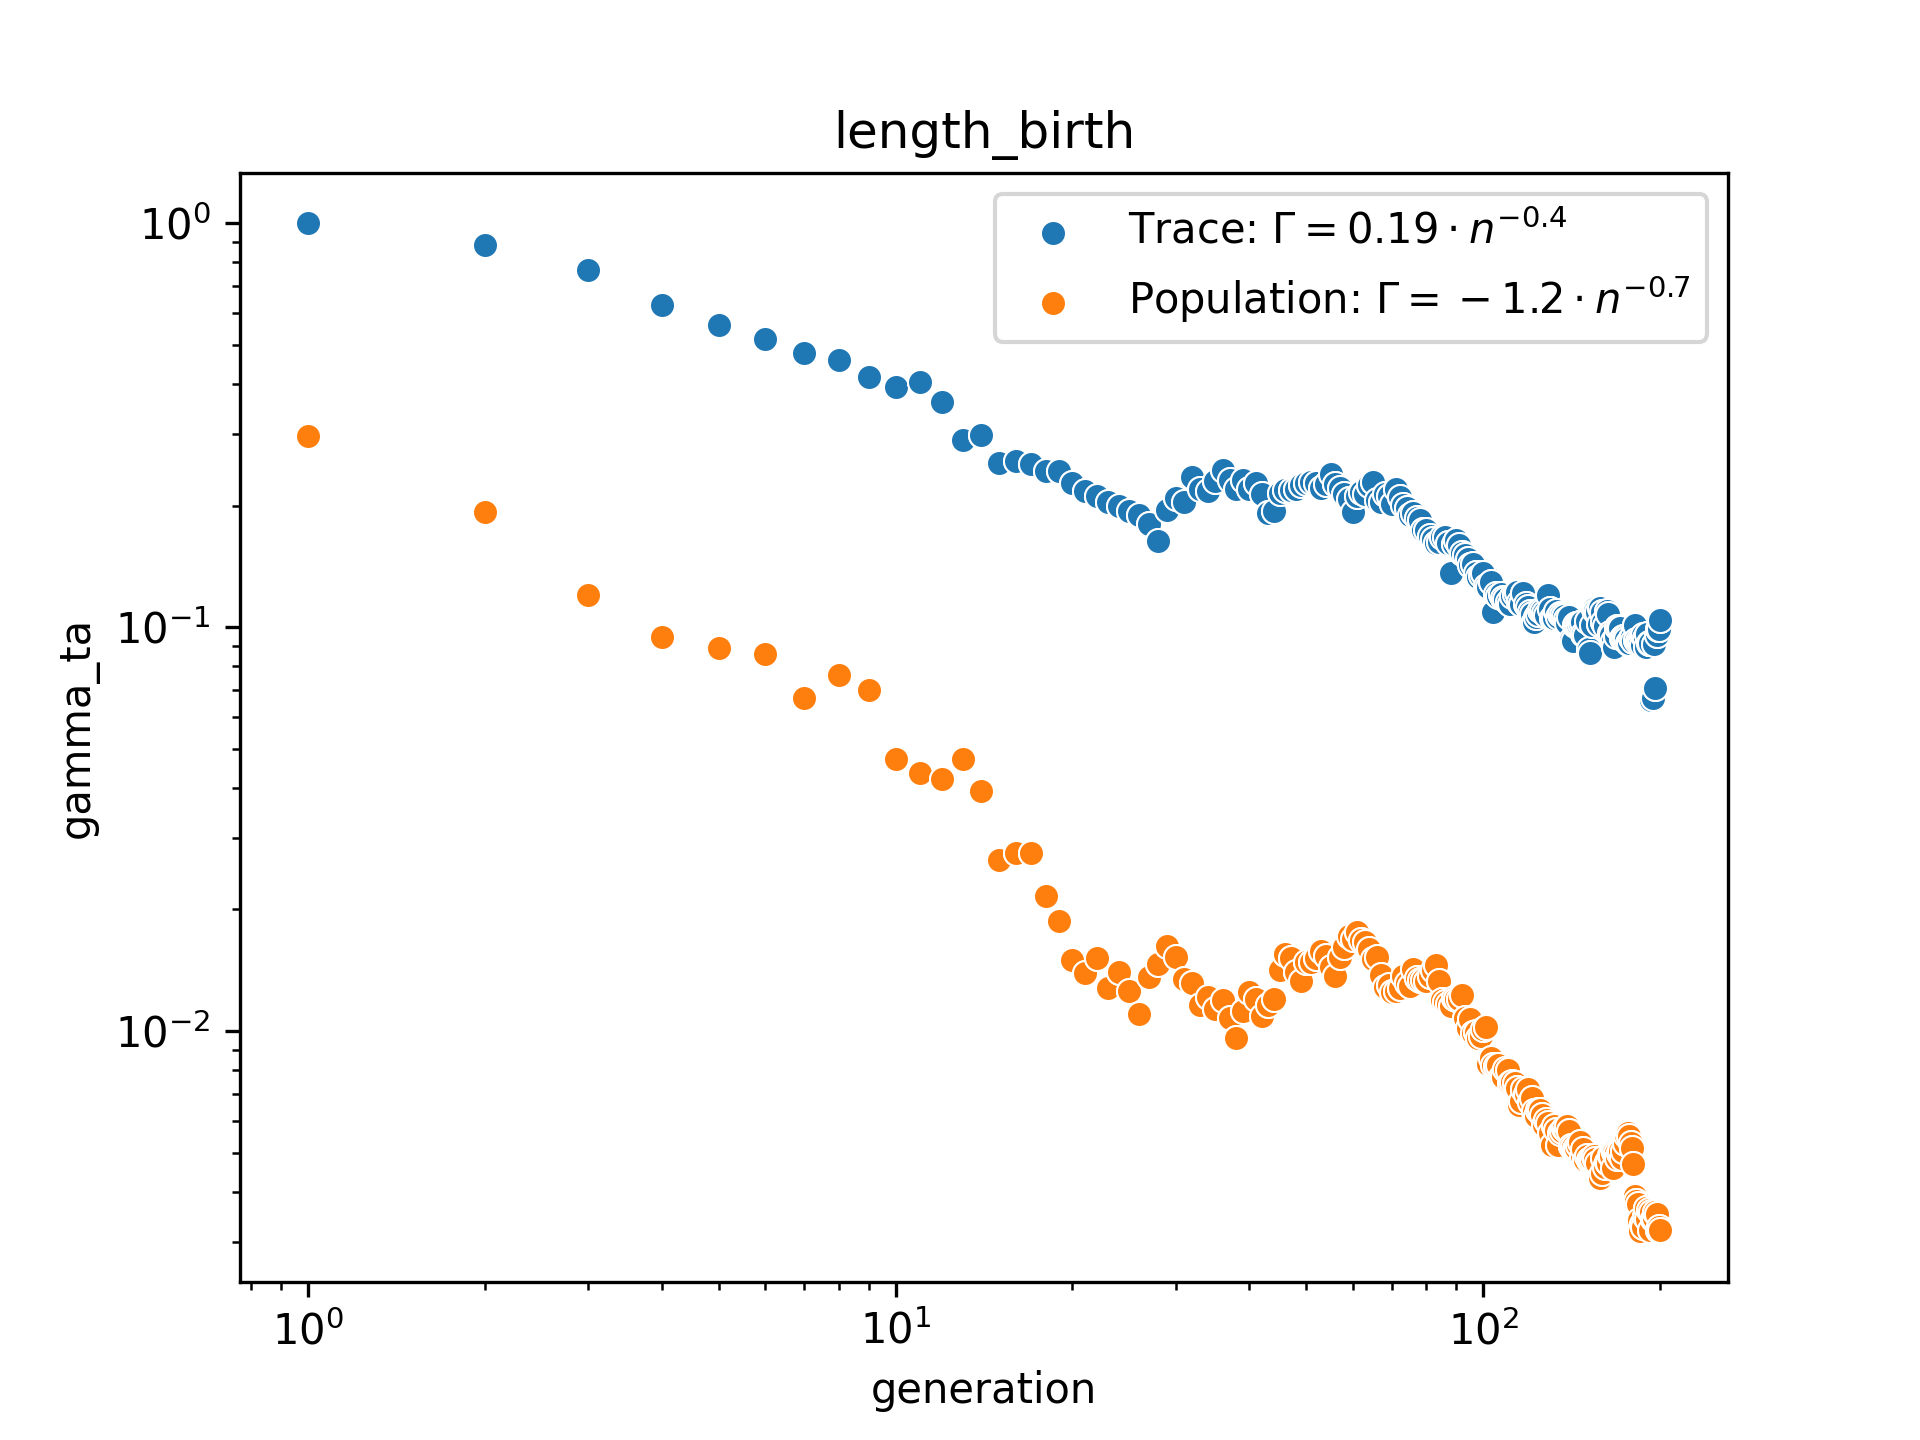 length_birth
Trace: Γ = 0.19 · n^{-0.4}
Population: Γ = − 1.2 · n^{-0.7}
gamma_ta
10^0
10^{-1}
10^{-2}
10^0 10^1 10^2
generation